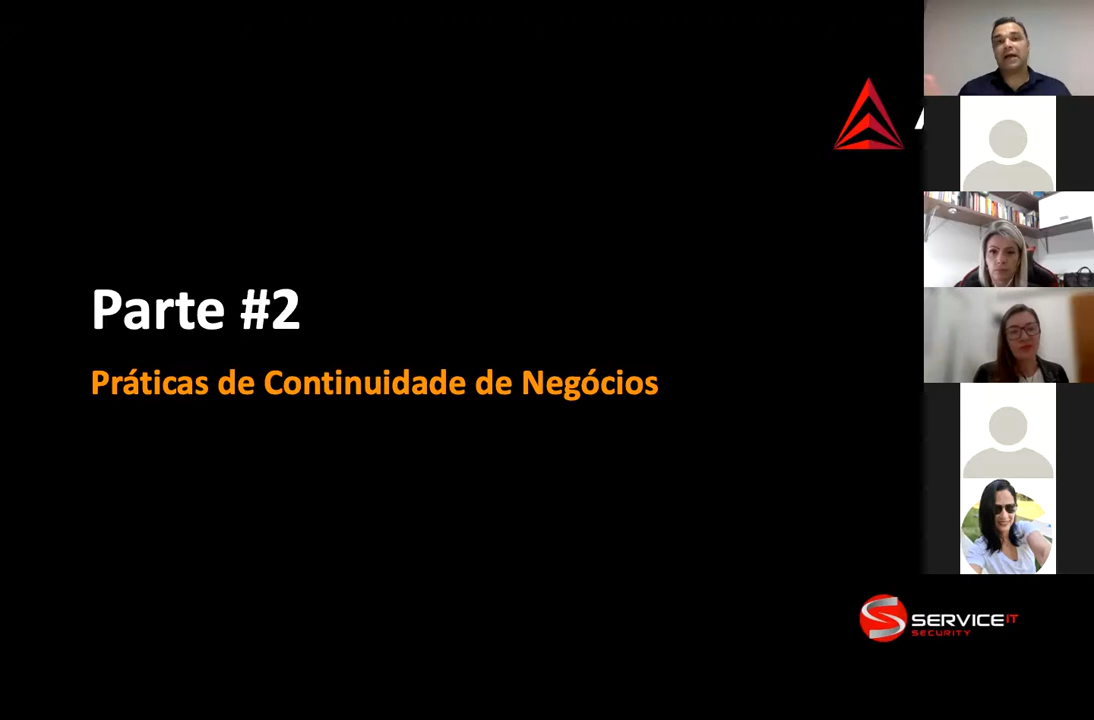 Parte #2
Práticas de Continuidade de Negócios
SERVICE IT
SECURITY